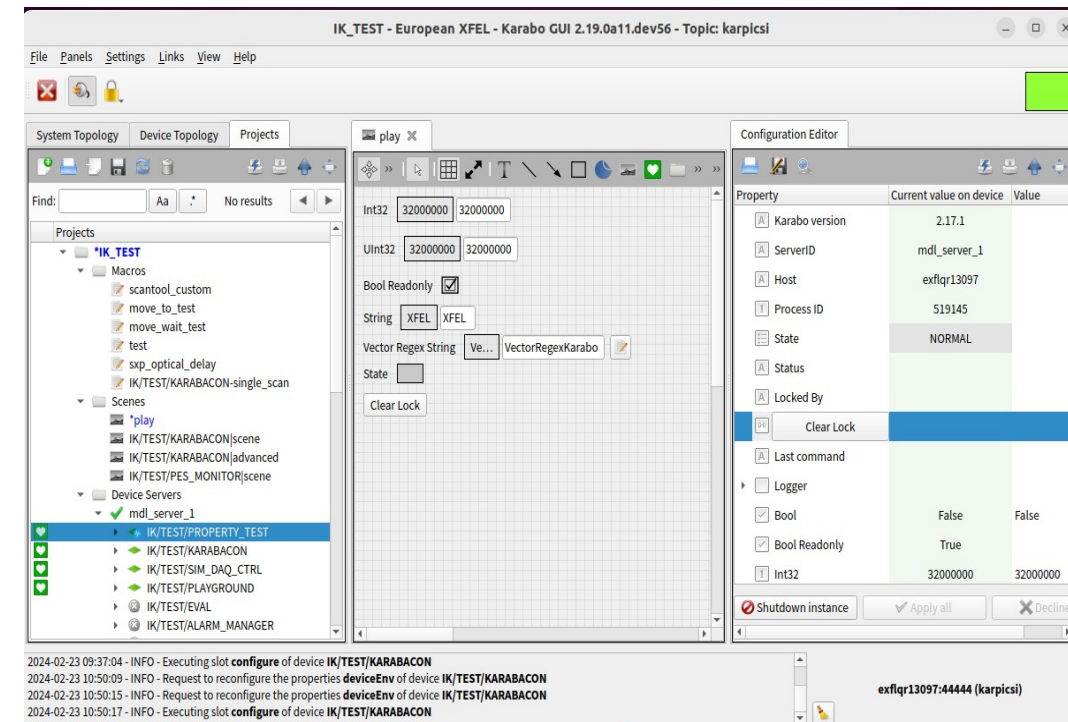 IK_TEST - European XFEL - Karabo GUI 2.19.0a11.dev56 - Topic: karpicsi
File Panels Settings Links View Help
System Topology Device Topology Projects
Find: Aa .* No results
Projects
*IK_TEST
Macros
scantool_custom
move_to_test
move_wait_test
test
sxp_optical_delay
IK/TEST/KARABACON-single_scan
Scenes
*play
IK/TEST/KARABACON|scene
IK/TEST/KARABACON|advanced
IK/TEST/PES_MONITOR|scene
Device Servers
mdl_server_1
IK/TEST/PROPERTY_TEST
IK/TEST/KARABACON
IK/TEST/SIM_DAQ_CTRL
IK/TEST/PLAYGROUND
IK/TEST/EVAL
IK/TEST/ALARM_MANAGER
play
T
Int32 32000000 32000000
UInt32 32000000 32000000
Bool Readonly
String XFEL XFEL
Vector Regex String Ve... VectorRegexKarabo
State
Clear Lock
Configuration Editor
Property Current value on device Value
Karabo version 2.17.1
ServerID mdl_server_1
Host exflqr13097
Process ID 519145
State NORMAL
Status
Locked By
Clear Lock
Last command
Logger
Bool False False
Bool Readonly True
Int32 32000000 32000000
Shutdown instance Apply all Decline
2024-02-23 09:37:04 - INFO - Executing slot configure of device IK/TEST/KARABACON
2024-02-23 10:50:09 - INFO - Request to reconfigure the properties deviceEnv of device IK/TEST/KARABACON
2024-02-23 10:50:15 - INFO - Request to reconfigure the properties deviceEnv of device IK/TEST/KARABACON
2024-02-23 10:50:17 - INFO - Executing slot configure of device IK/TEST/KARABACON
exflqr13097:44444 (karpicsi)